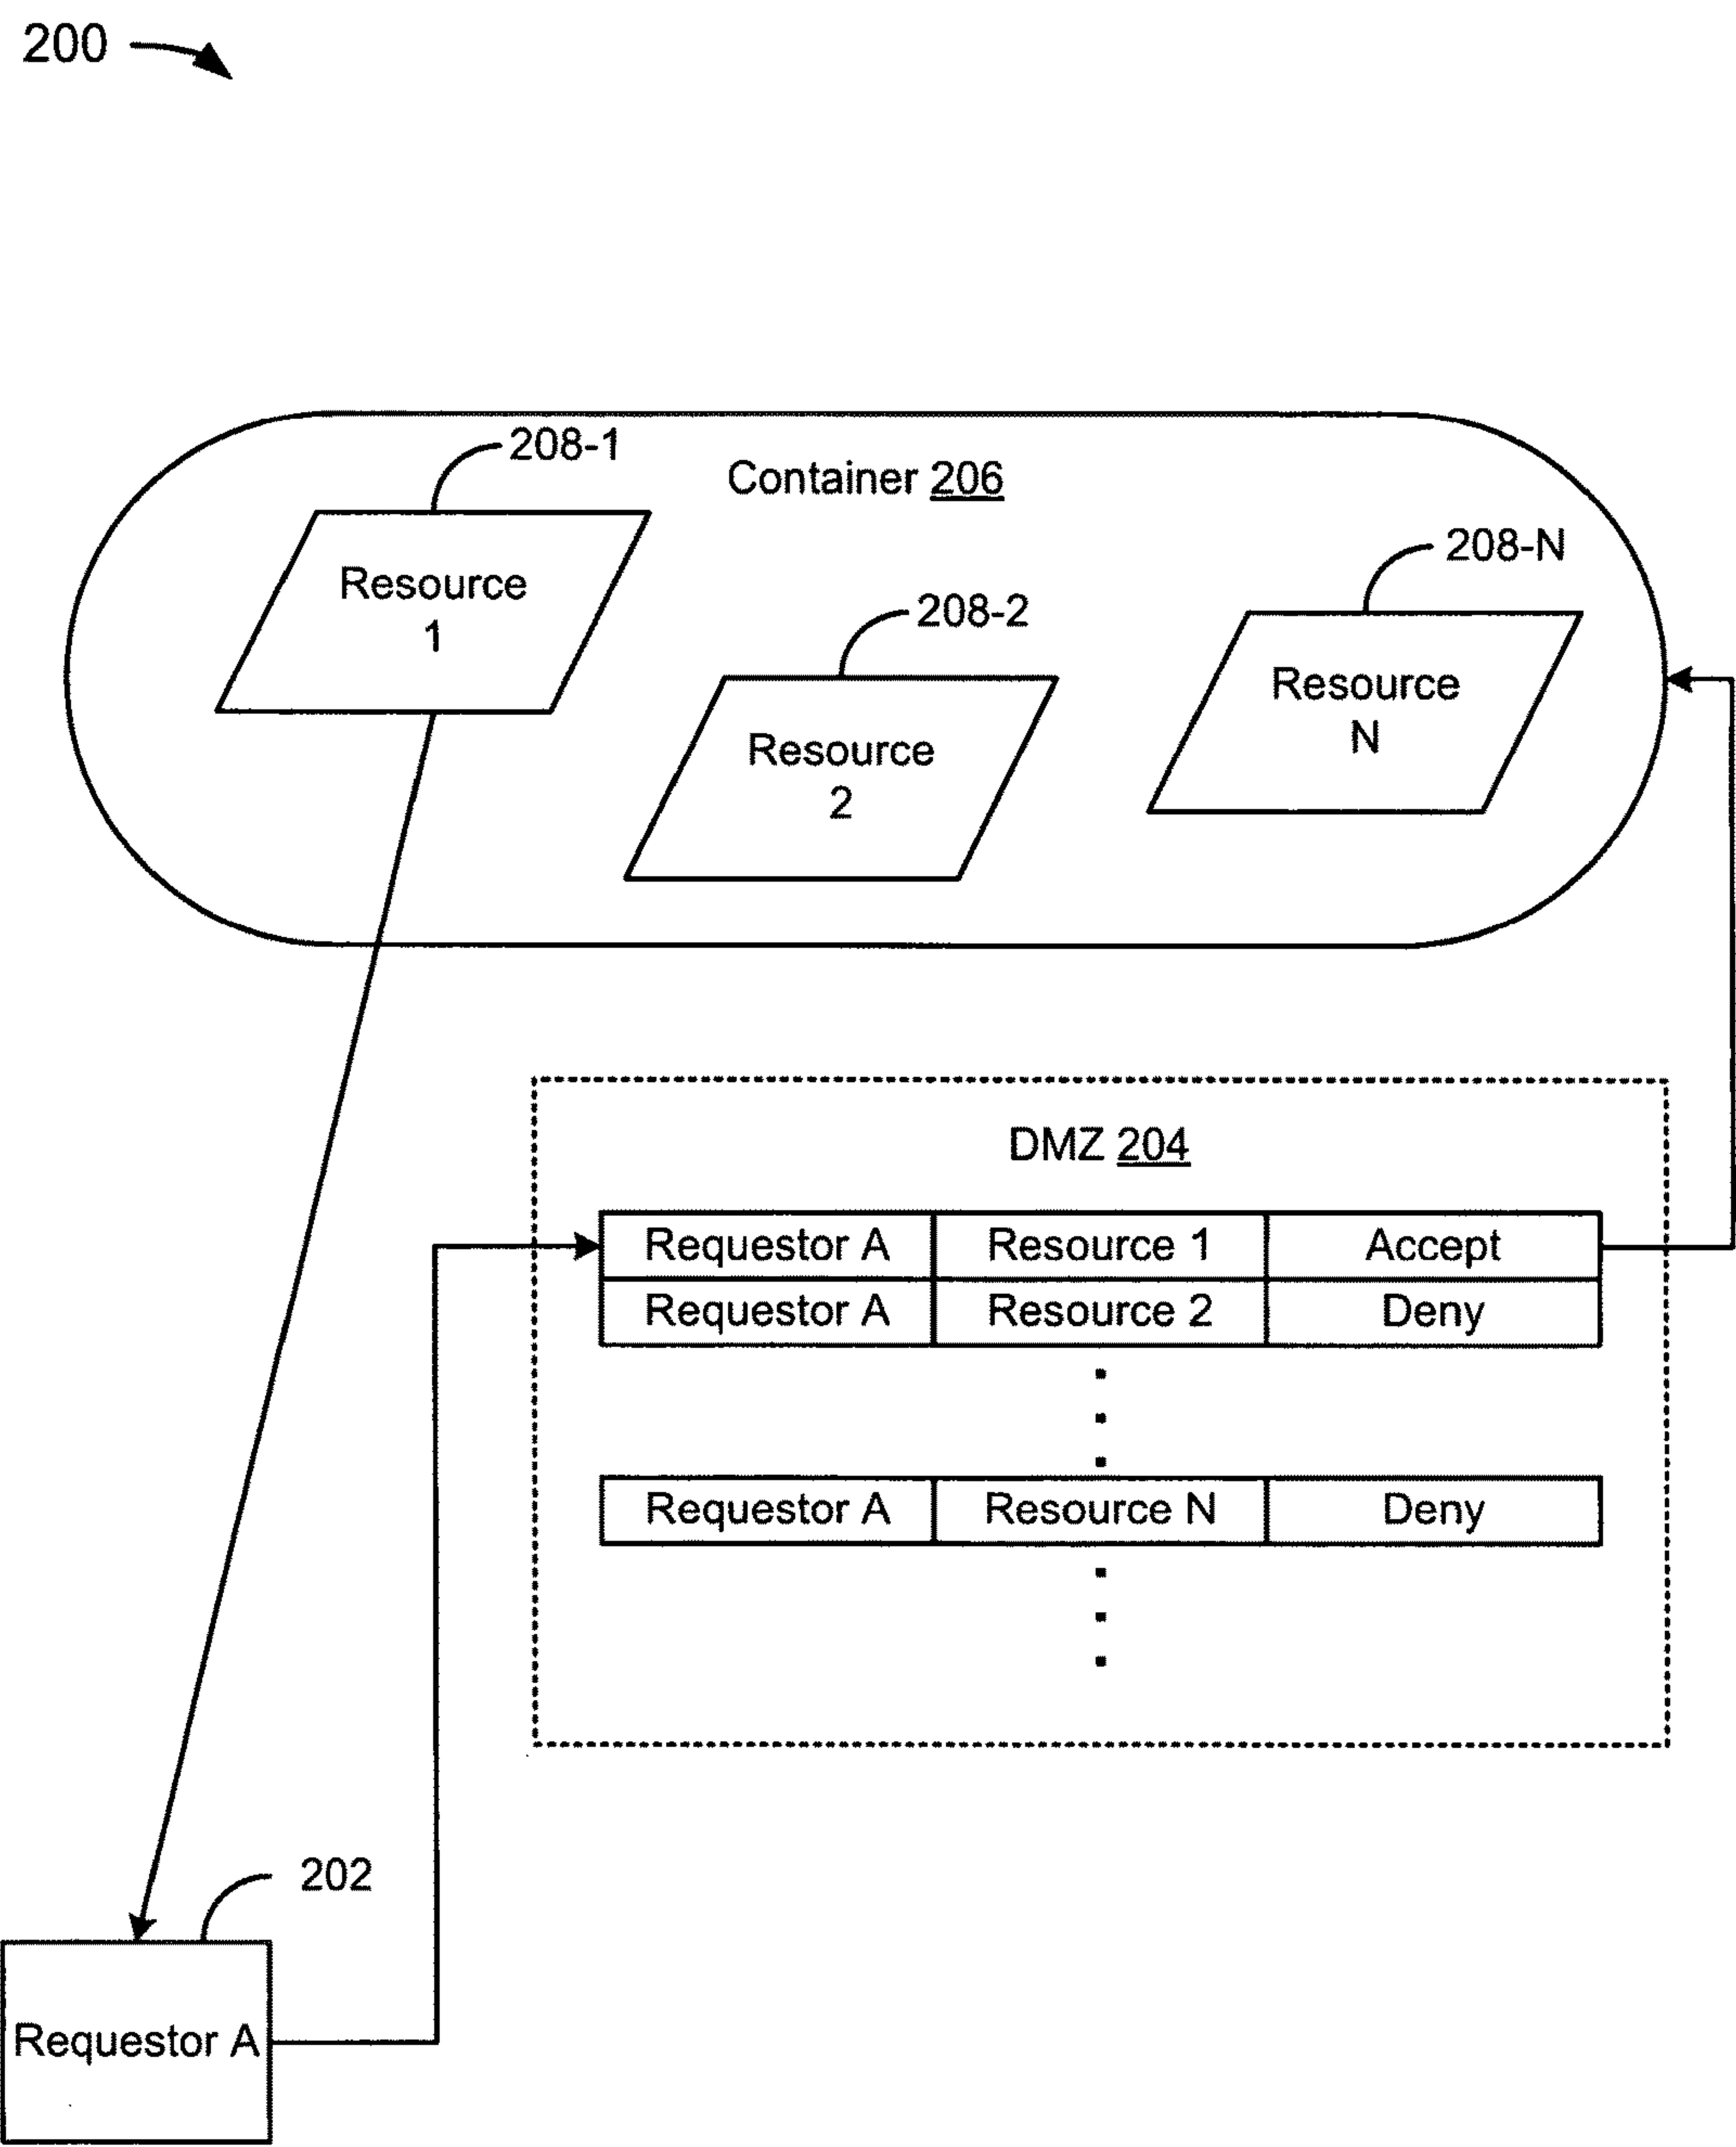 200
208-1
Container 206
208-N
Resource
1
208-2
Resource
2
Resource
N
DMZ 204
Requestor A Resource 1 Accept
Requestor A Resource 2 Deny
Requestor A Resource N Deny
202
Requestor A